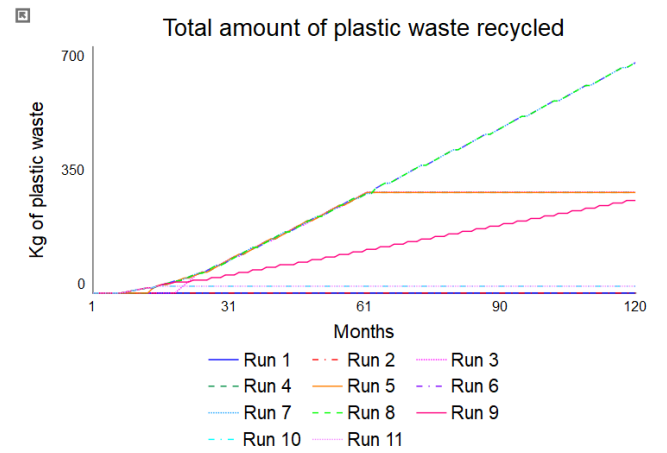 Total amount of plastic waste recycled
700
350
0
Kg of plastic waste
1 31 61 90 120
Months
Run 1 Run 2 Run 3
Run 4 Run 5 Run 6
Run 7 Run 8 Run 9
Run 10 Run 11